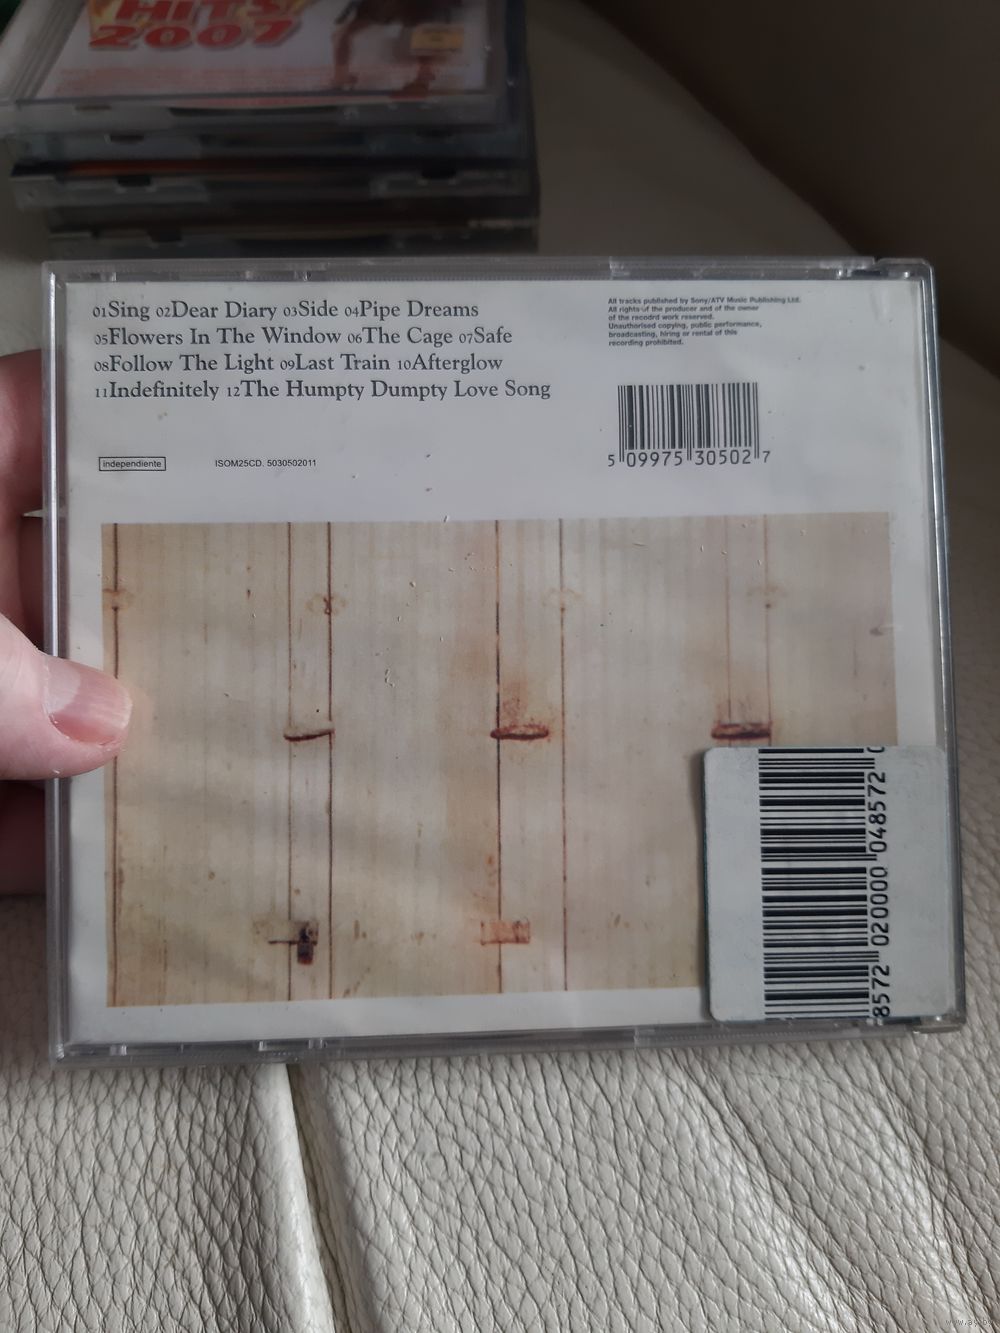 HITS
2007
01Sing 02Dear Diary 03Side 04Pipe Dreams
05Flowers In The Window 06The Cage 07Safe
08Follow The Light 09Last Train 10Afterglow
11Indefinitely 12The Humpty Dumpty Love Song
All tracks published by Sony/ATV Music Publishing Ltd.
All rights of the producer and of the owner
of the recodrd work reserved.
Unauthorised copying, public performance,
broadcasting, hiring or rental of this
recording prohibited.
5 09975 30502 7
independiente
ISOM25CD. 5030502011
8572 020000 048572